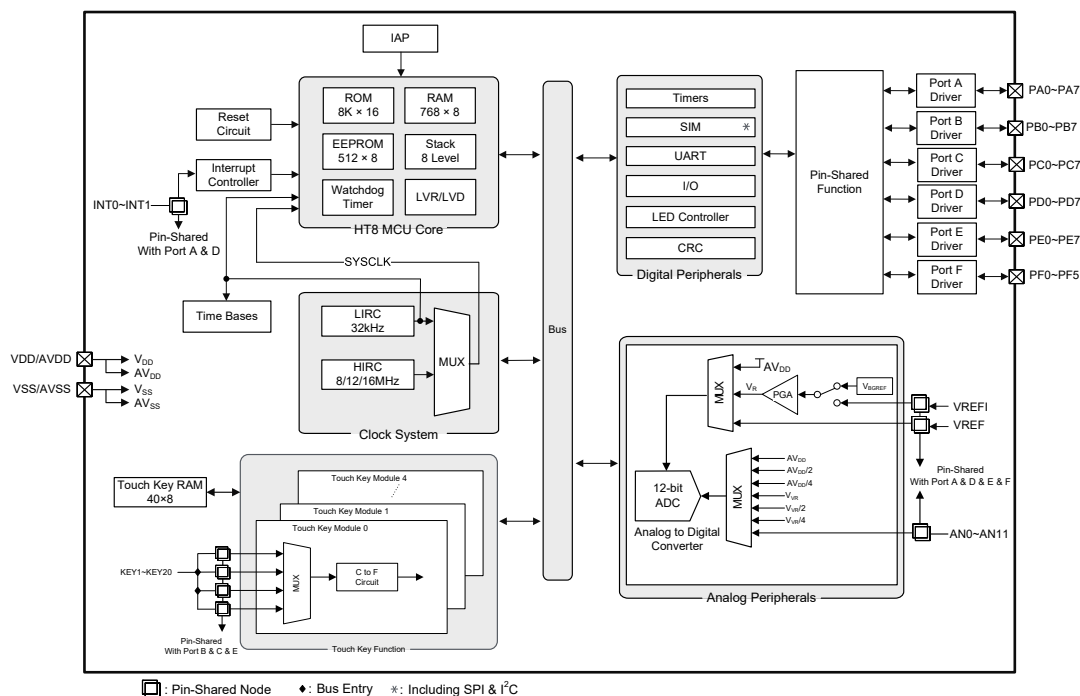 IAP
ROM
8K × 16
RAM
768 × 8
EEPROM
512 × 8
Stack
8 Level
Watchdog
Timer
LVR/LVD
HT8 MCU Core
Reset
Circuit
Interrupt
Controller
INT0~INT1
Pin-Shared
With Port A & D
SYSCLK
Time Bases
LIRC
32kHz
HIRC
8/12/16MHz
MUX
Clock System
VDD/AVDD
VSS/AVSS
VDD
AVDD
VSS
AVSS
Bus
Timers
SIM *
UART
I/O
LED Controller
CRC
Digital Peripherals
Pin-Shared
Function
Port A
Driver
PA0~PA7
Port B
Driver
PB0~PB7
Port C
Driver
PC0~PC7
Port D
Driver
PD0~PD7
Port E
Driver
PE0~PE7
Port F
Driver
PF0~PF5
Touch Key RAM
40×8
Touch Key Module 4
Touch Key Module 1
Touch Key Module 0
KEY1~KEY20
MUX
C to F
Circuit
Pin-Shared
With Port B & C & E
Touch Key Function
MUX
AVDD
VR
PGA
VBGREF
VREFI
VREF
Pin-Shared
With Port A & D & E & F
12-bit
ADC
Analog to Digital
Converter
MUX
AVDD
AVDD/2
AVDD/4
VVR
VVR/2
VVR/4
AN0~AN11
Analog Peripherals
: Pin-Shared Node
: Bus Entry
*: Including SPI & I²C